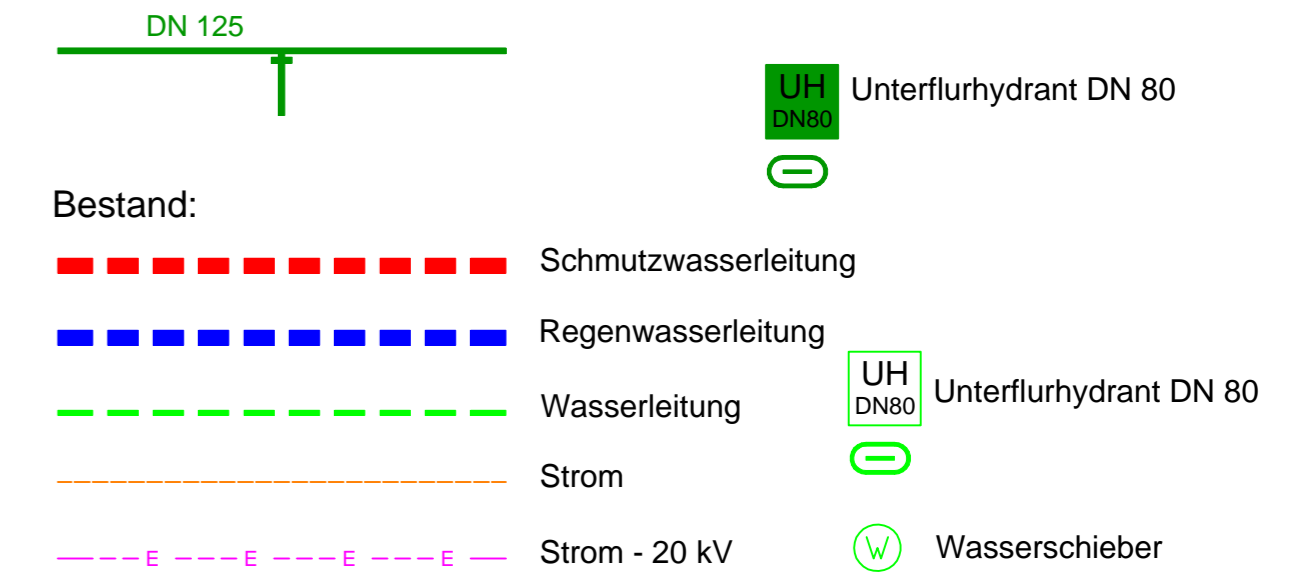 DN 125
UH
DN80
Unterflurhydrant DN 80
Bestand:
Schmutzwasserleitung
Regenwasserleitung
Wasserleitung
UH
DN80
Unterflurhydrant DN 80
Strom
E E E E
Strom - 20 kV
W
Wasserschieber